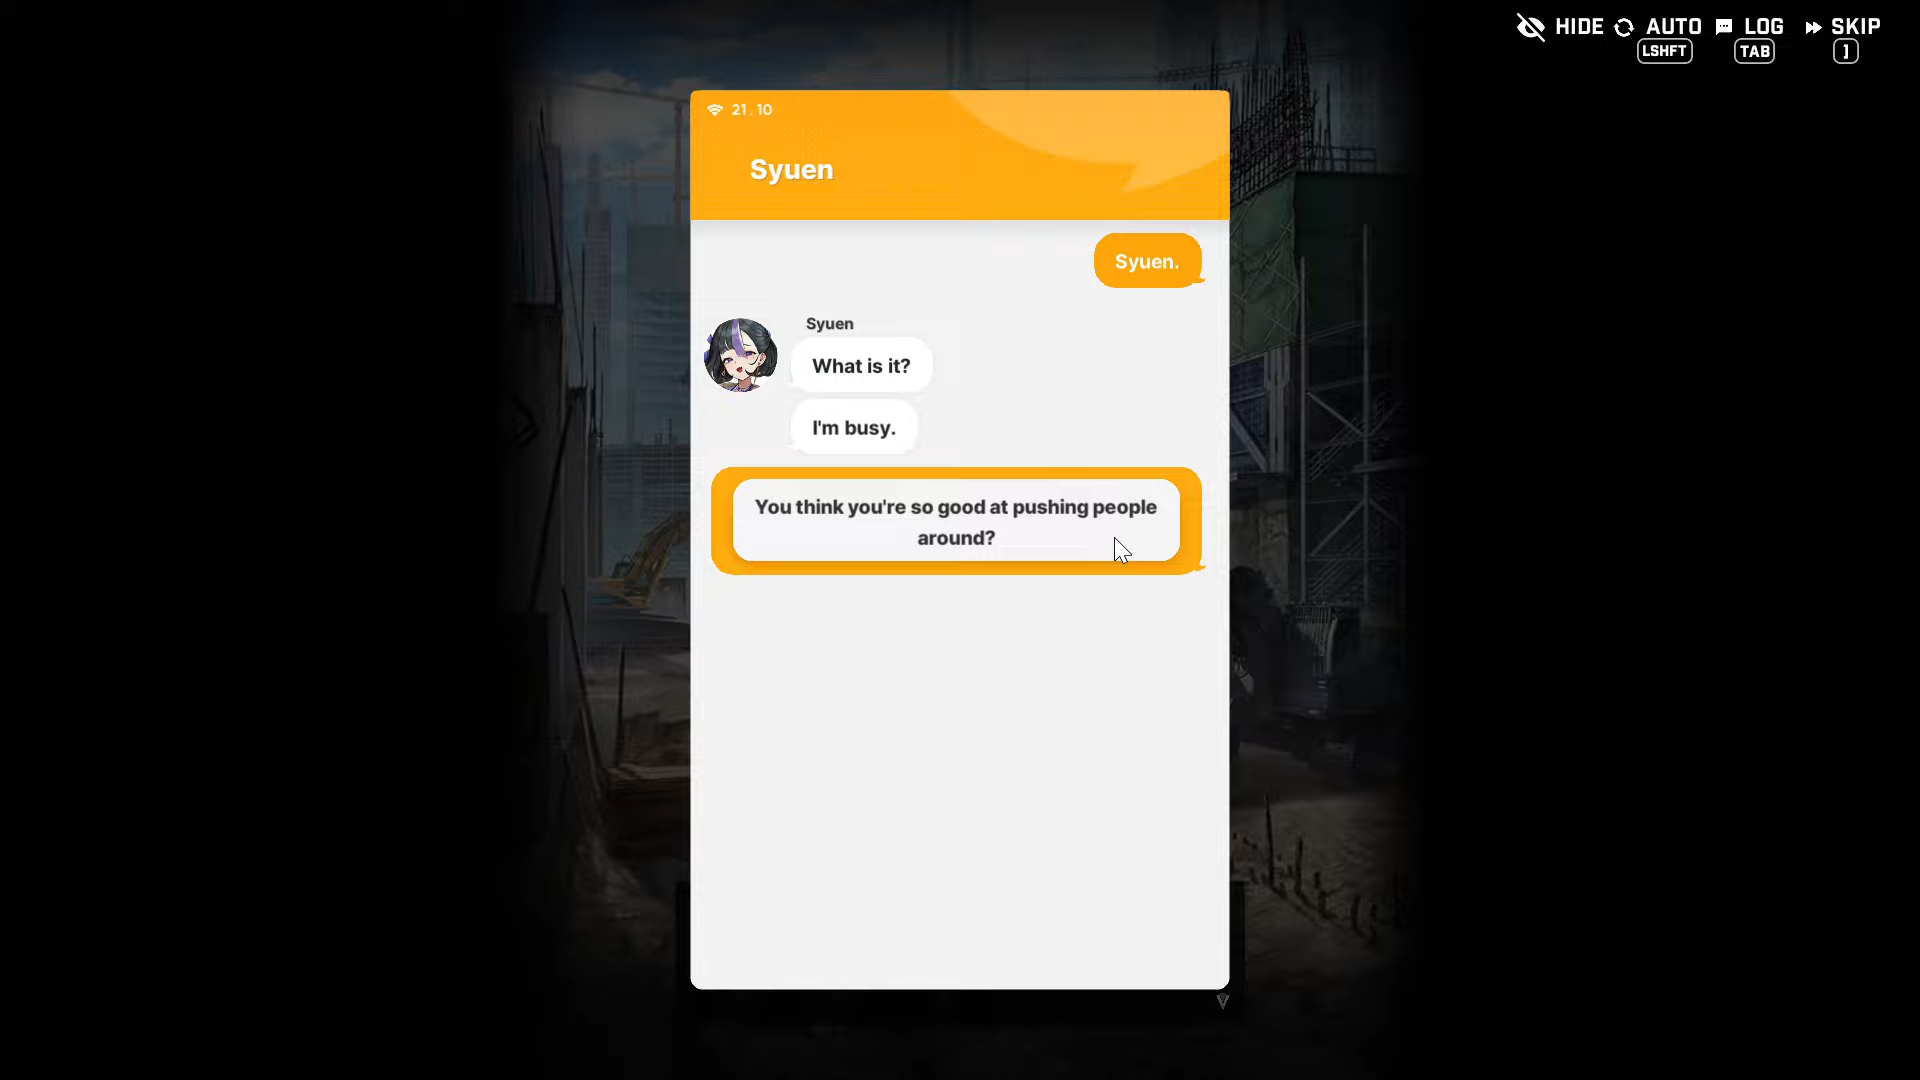 HIDE AUTO LOG SKIP
LSHFT TAB ]
21.10
Syuen
Syuen.
Syuen
What is it?
I'm busy.
You think you're so good at pushing people
around?